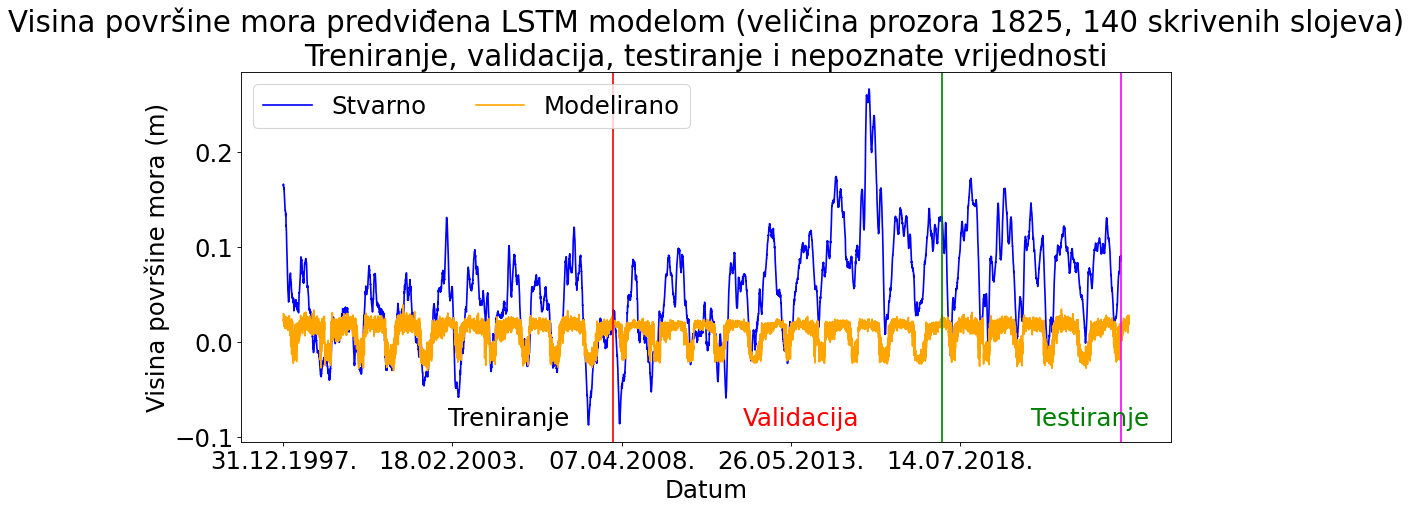 Visina površine mora predviđena LSTM modelom (veličina prozora 1825, 140 skrivenih slojeva)
Treniranje, validacija, testiranje i nepoznate vrijednosti
Stvarno Modelirano
Visina površine mora (m)
0.2
0.1
0.0
−0.1
Treniranje Validacija Testiranje
31.12.1997. 18.02.2003. 07.04.2008. 26.05.2013. 14.07.2018.
Datum